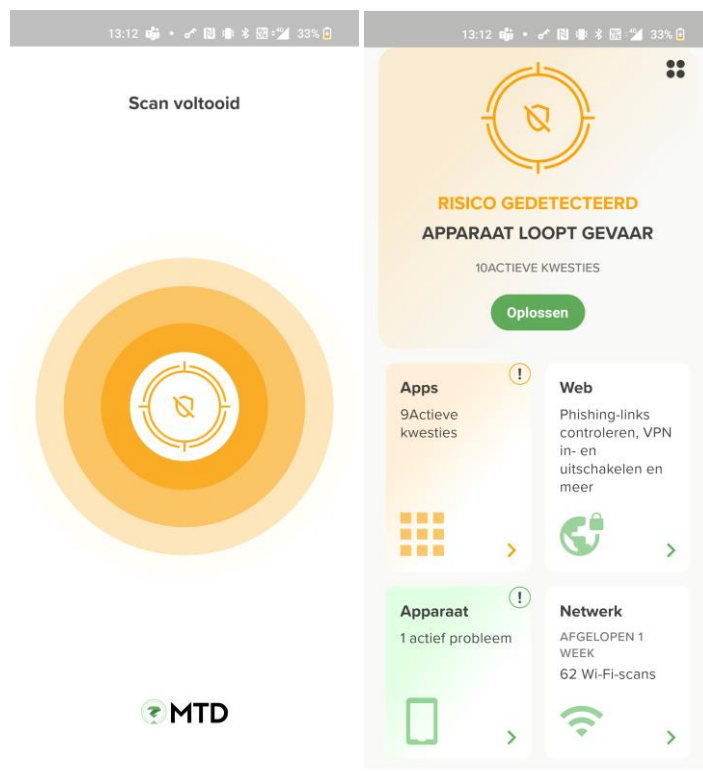 13:12 33%
Scan voltooid
MTD
13:12 33%
RISICO GEDETECTEERD
APPARAAT LOOPT GEVAAR
10ACTIEVE KWESTIES
Oplossen
Apps
9Actieve
kwesties
Web
Phishing-links
controleren, VPN
in- en
uitschakelen en
meer
Apparaat
1 actief probleem
Netwerk
AFGELOPEN 1
WEEK
62 Wi-Fi-scans